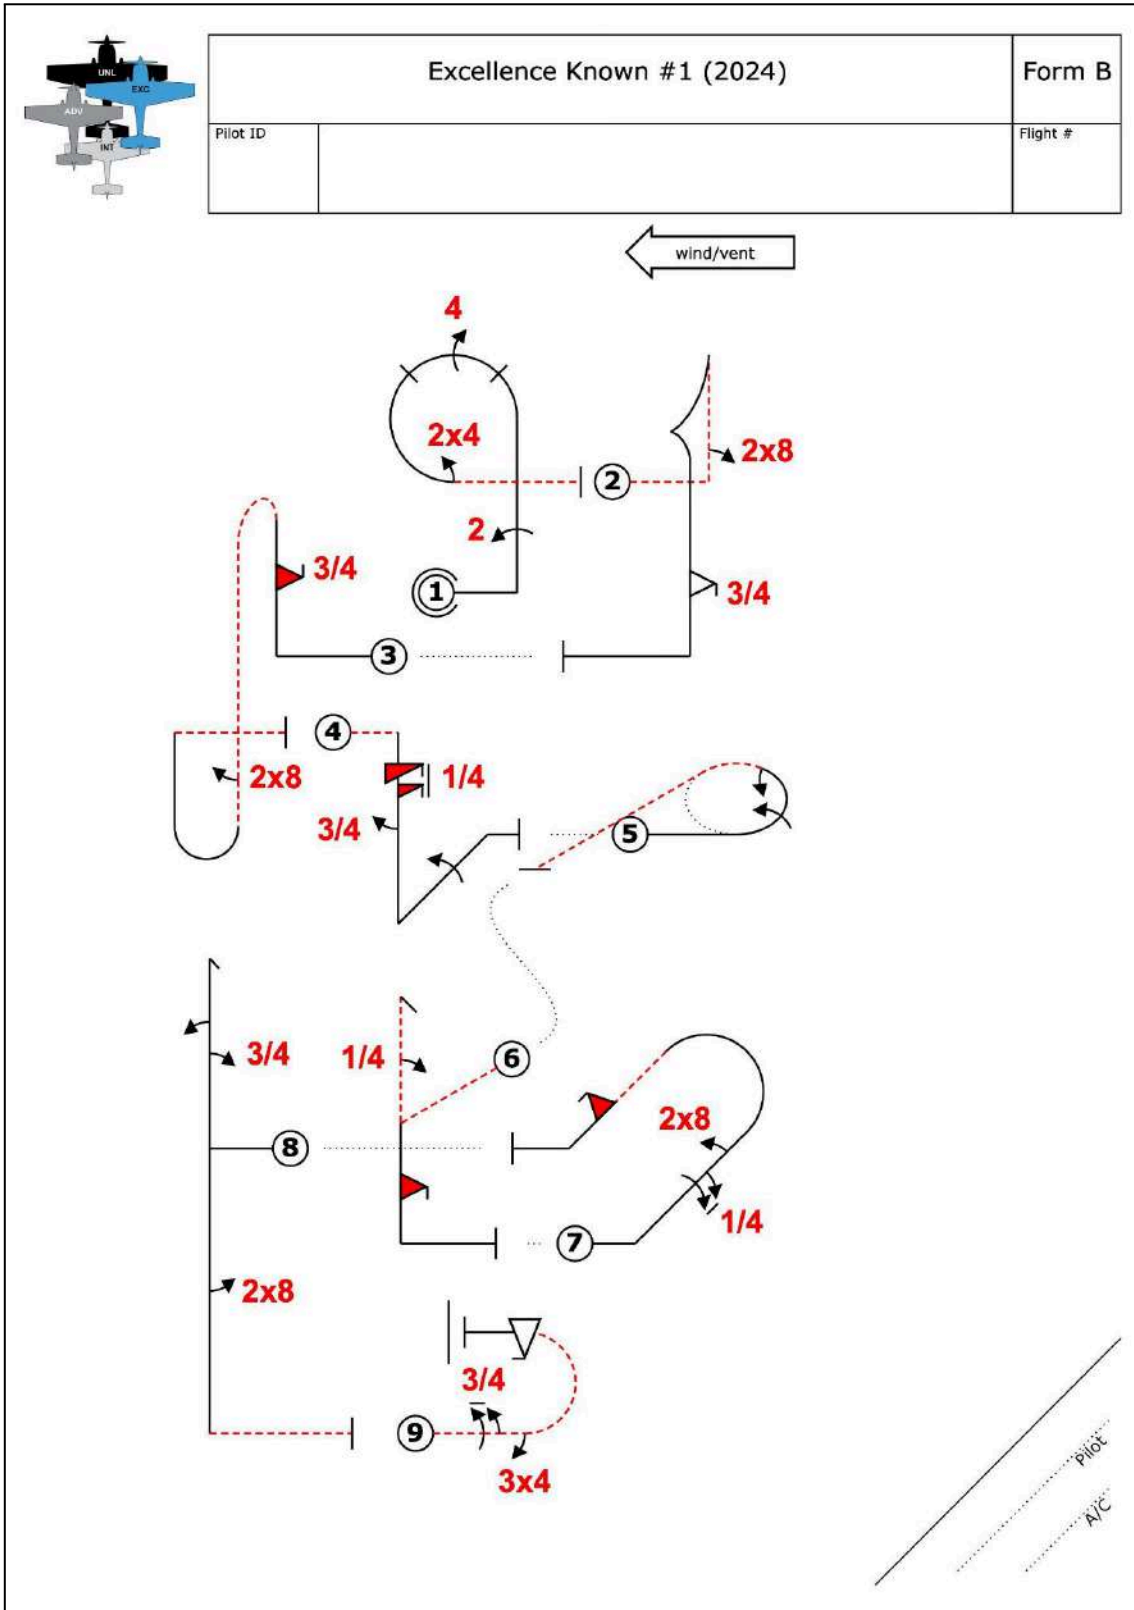 UNL
EXC
ADV
INT
Excellence Known #1 (2024)
Form B
Pilot ID
Flight #
wind/vent
4
2x4
2
2x8
2
1
3/4
3/4
3
4
2x8
1/4
3/4
5
6
3/4
1/4
8
2x8
1/4
7
2x8
3/4
9
3x4
Pilot
A/C